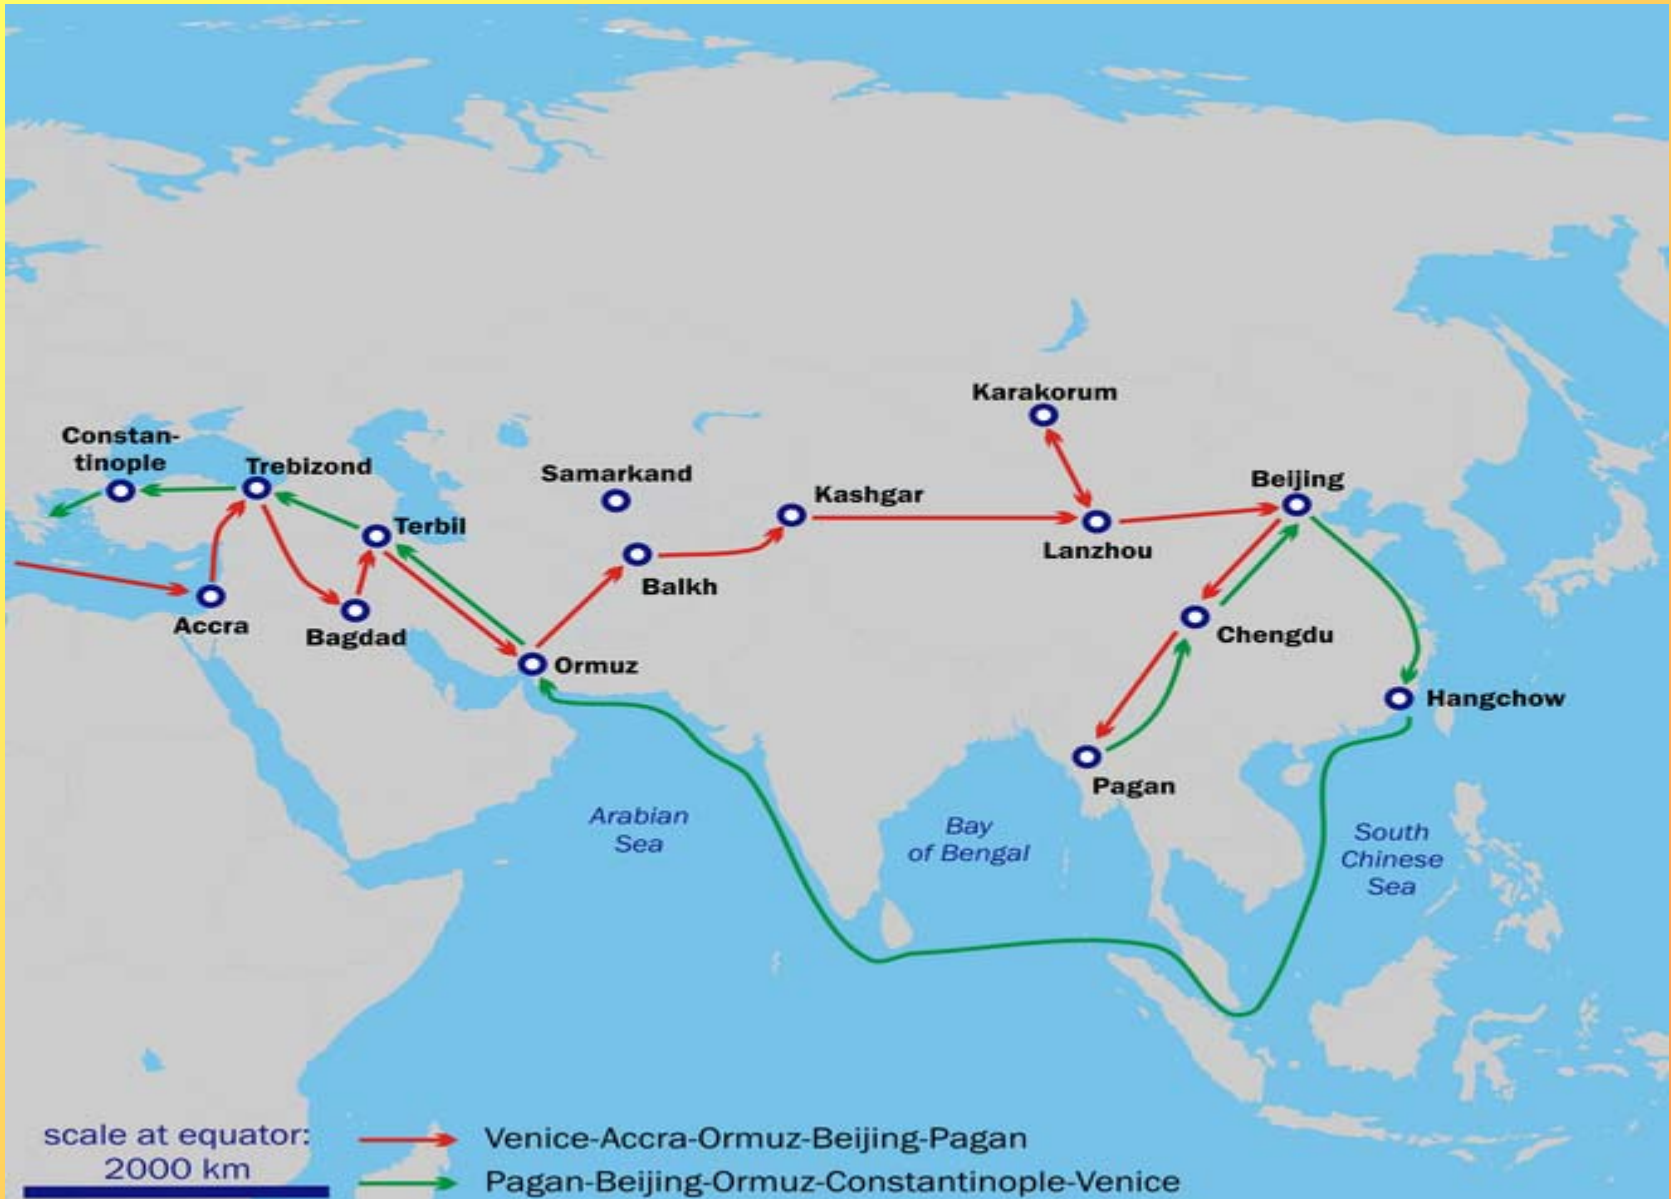 Karakorum
Constan-
tinople
Trebizond
Samarkand
Kashgar
Beijing
Terbil
Lanzhou
Balkh
Accra
Bagdad
Chengdu
Ormuz
Hangchow
Pagan
Arabian
Sea
Bay
of Bengal
South
Chinese
Sea
scale at equator:
2000 km
Venice-Accra-Ormuz-Beijing-Pagan
Pagan-Beijing-Ormuz-Constantinople-Venice